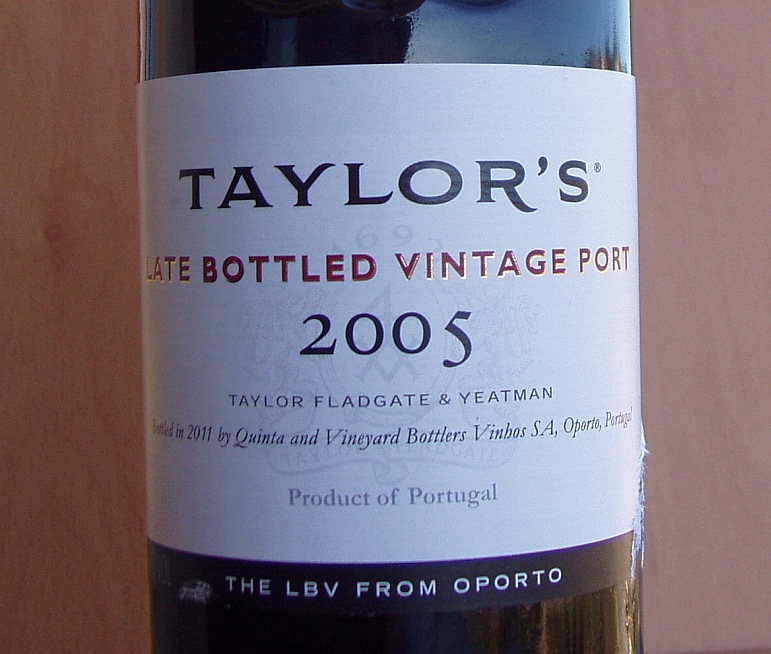 TAYLOR'S®
LATE BOTTLED VINTAGE PORT
2005
TAYLOR FLADGATE & YEATMAN
Bottled in 2011 by Quinta and Vineyard Bottlers Vinhos S.A, Oporto, Portugal
Product of Portugal
THE LBV FROM OPORTO